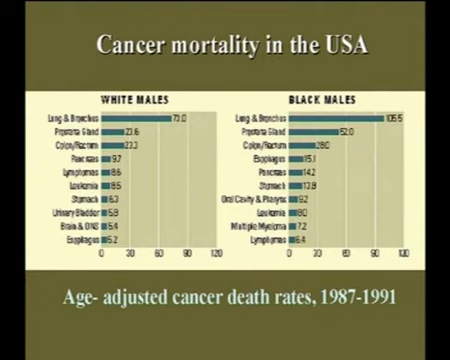 Cancer mortality in the USA
WHITE MALES
Lung & Bronchus 73.0
Prostate Gland 23.6
Colon/Rectum 23.3
Pancreas 9.7
Lymphomas 8.6
Leukemia 8.5
Stomach 6.3
Urinary Bladder 5.9
Brain & CNS 5.4
Esophagus 5.2
0 30 60 90 120
BLACK MALES
Lung & Bronchus 105.5
Prostate Gland 52.0
Colon/Rectum 28.0
Esophagus 15.1
Pancreas 14.2
Stomach 13.8
Oral Cavity & Pharynx 9.2
Leukemia 8.0
Multiple Myeloma 7.2
Lymphomas 6.4
0 30 60 90 120
Age- adjusted cancer death rates, 1987-1991